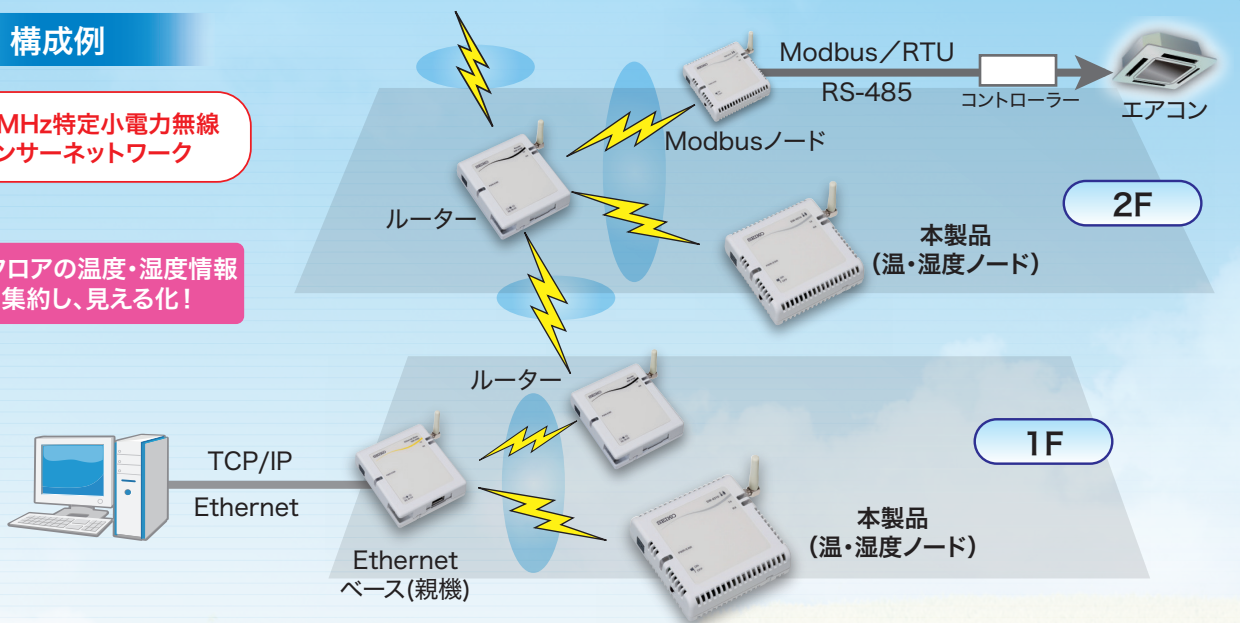 構成例
MHz特定小電力無線
ンサーネットワーク
フロアの温度・湿度情報
集約し、見える化！
Modbus／RTU
RS-485
コントローラー
エアコン
Modbusノード
ルーター
2F
本製品
（温・湿度ノード）
ルーター
1F
TCP/IP
Ethernet
Ethernet
ベース(親機)
本製品
（温・湿度ノード）